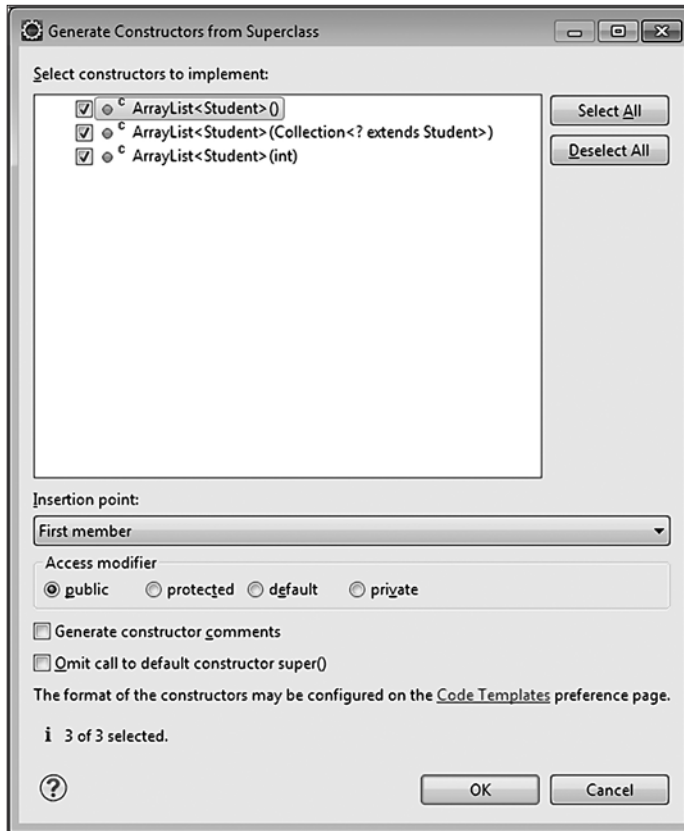 Generate Constructors from Superclass
Select constructors to implement:
c ArrayList<Student>()
c ArrayList<Student>(Collection<? extends Student>)
c ArrayList<Student>(int)
Select All
Deselect All
Insertion point:
First member
Access modifier
public protected default private
Generate constructor comments
Omit call to default constructor super()
The format of the constructors may be configured on the Code Templates preference page.
i 3 of 3 selected.
?
OK Cancel